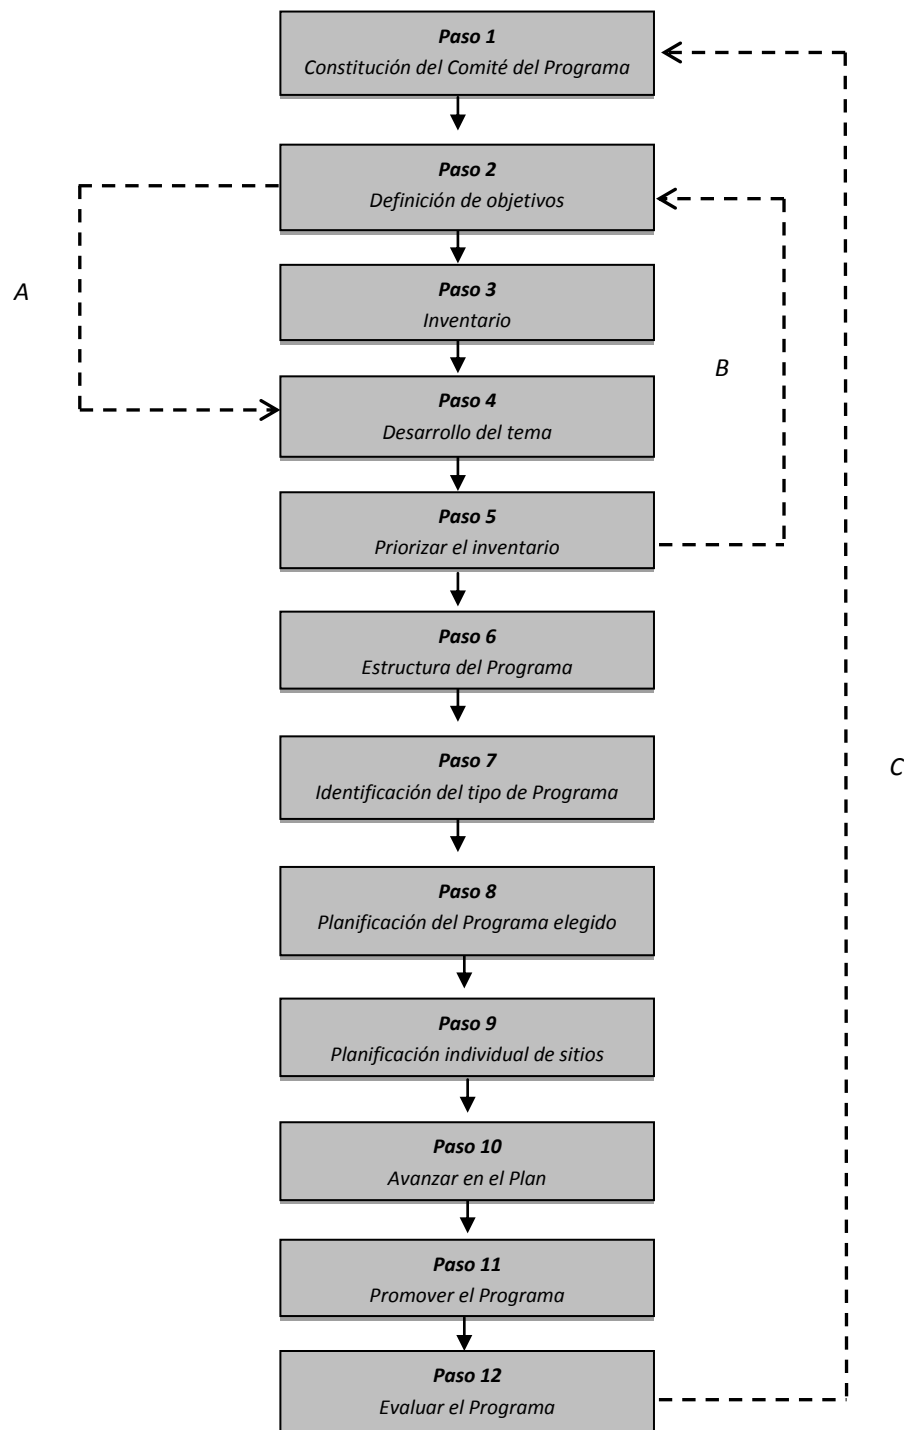 Paso 1
Constitución del Comité del Programa
Paso 2
Definición de objetivos
A
Paso 3
Inventario
B
Paso 4
Desarrollo del tema
Paso 5
Priorizar el inventario
Paso 6
Estructura del Programa
Paso 7
Identificación del tipo de Programa
C
Paso 8
Planificación del Programa elegido
Paso 9
Planificación individual de sitios
Paso 10
Avanzar en el Plan
Paso 11
Promover el Programa
Paso 12
Evaluar el Programa